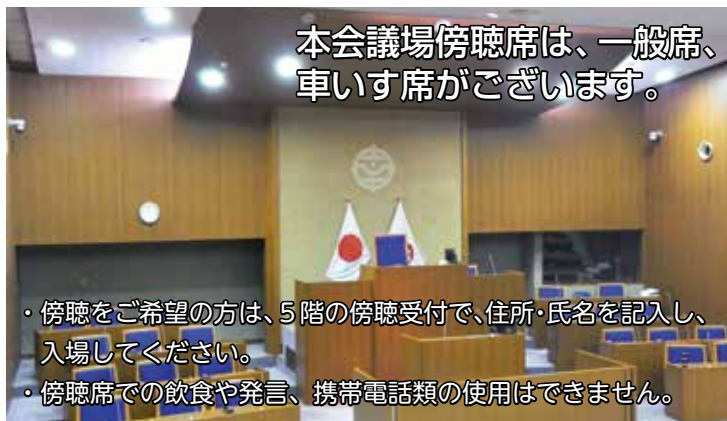 本会議場傍聴席は、一般席、
車いす席がございます。
・傍聴をご希望の方は、5階の傍聴受付で、住所・氏名を記入し、
入場してください。
・傍聴席での飲食や発言、携帯電話類の使用はできません。